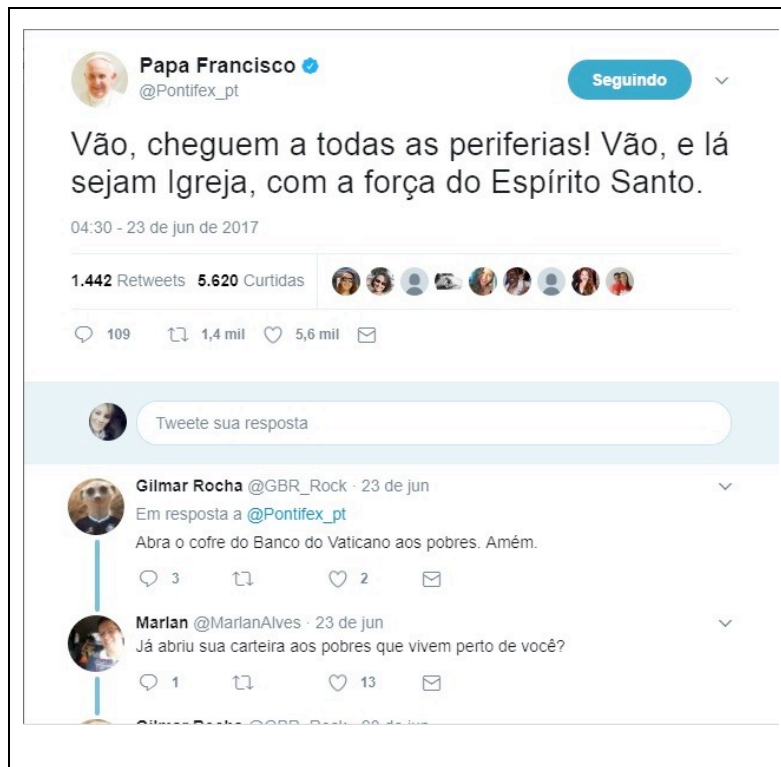 Papa Francisco
@Pontifex_pt
Seguindo
Vão, cheguem a todas as periferias! Vão, e lá
sejam Igreja, com a força do Espírito Santo.
04:30 - 23 de jun de 2017
1.442 Retweets 5.620 Curtidas
109 1,4 mil 5,6 mil
Tweete sua resposta
Gilmar Rocha @GBR_Rock · 23 de jun
Em resposta a @Pontifex_pt
Abra o cofre do Banco do Vaticano aos pobres. Amém.
3 2
Marlan @MarlanAlves · 23 de jun
Já abriu sua carteira aos pobres que vivem perto de você?
1 13